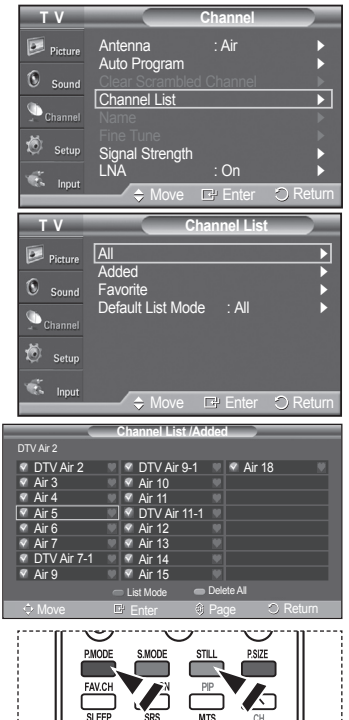 T V Channel
Picture
Sound
Channel
Setup
Input
Antenna : Air
Auto Program
Clear Scrambled Channel
Channel List
Name
Fine Tune
Signal Strength
LNA : On
Move Enter Return
T V Channel List
Picture
Sound
Channel
Setup
Input
All
Added
Favorite
Default List Mode : All
Move Enter Return
Channel List /Added
DTV Air 2
DTV Air 2 DTV Air 9-1 Air 18
Air 3 Air 10
Air 4 Air 11
Air 5 DTV Air 11-1
Air 6 Air 12
Air 7 Air 13
DTV Air 7-1 Air 14
Air 9 Air 15
List Mode Delete All
Move Enter Page Return
P.MODE S.MODE STILL P.SIZE
FAV.CH PIP
SLEEP SRS MTS CH